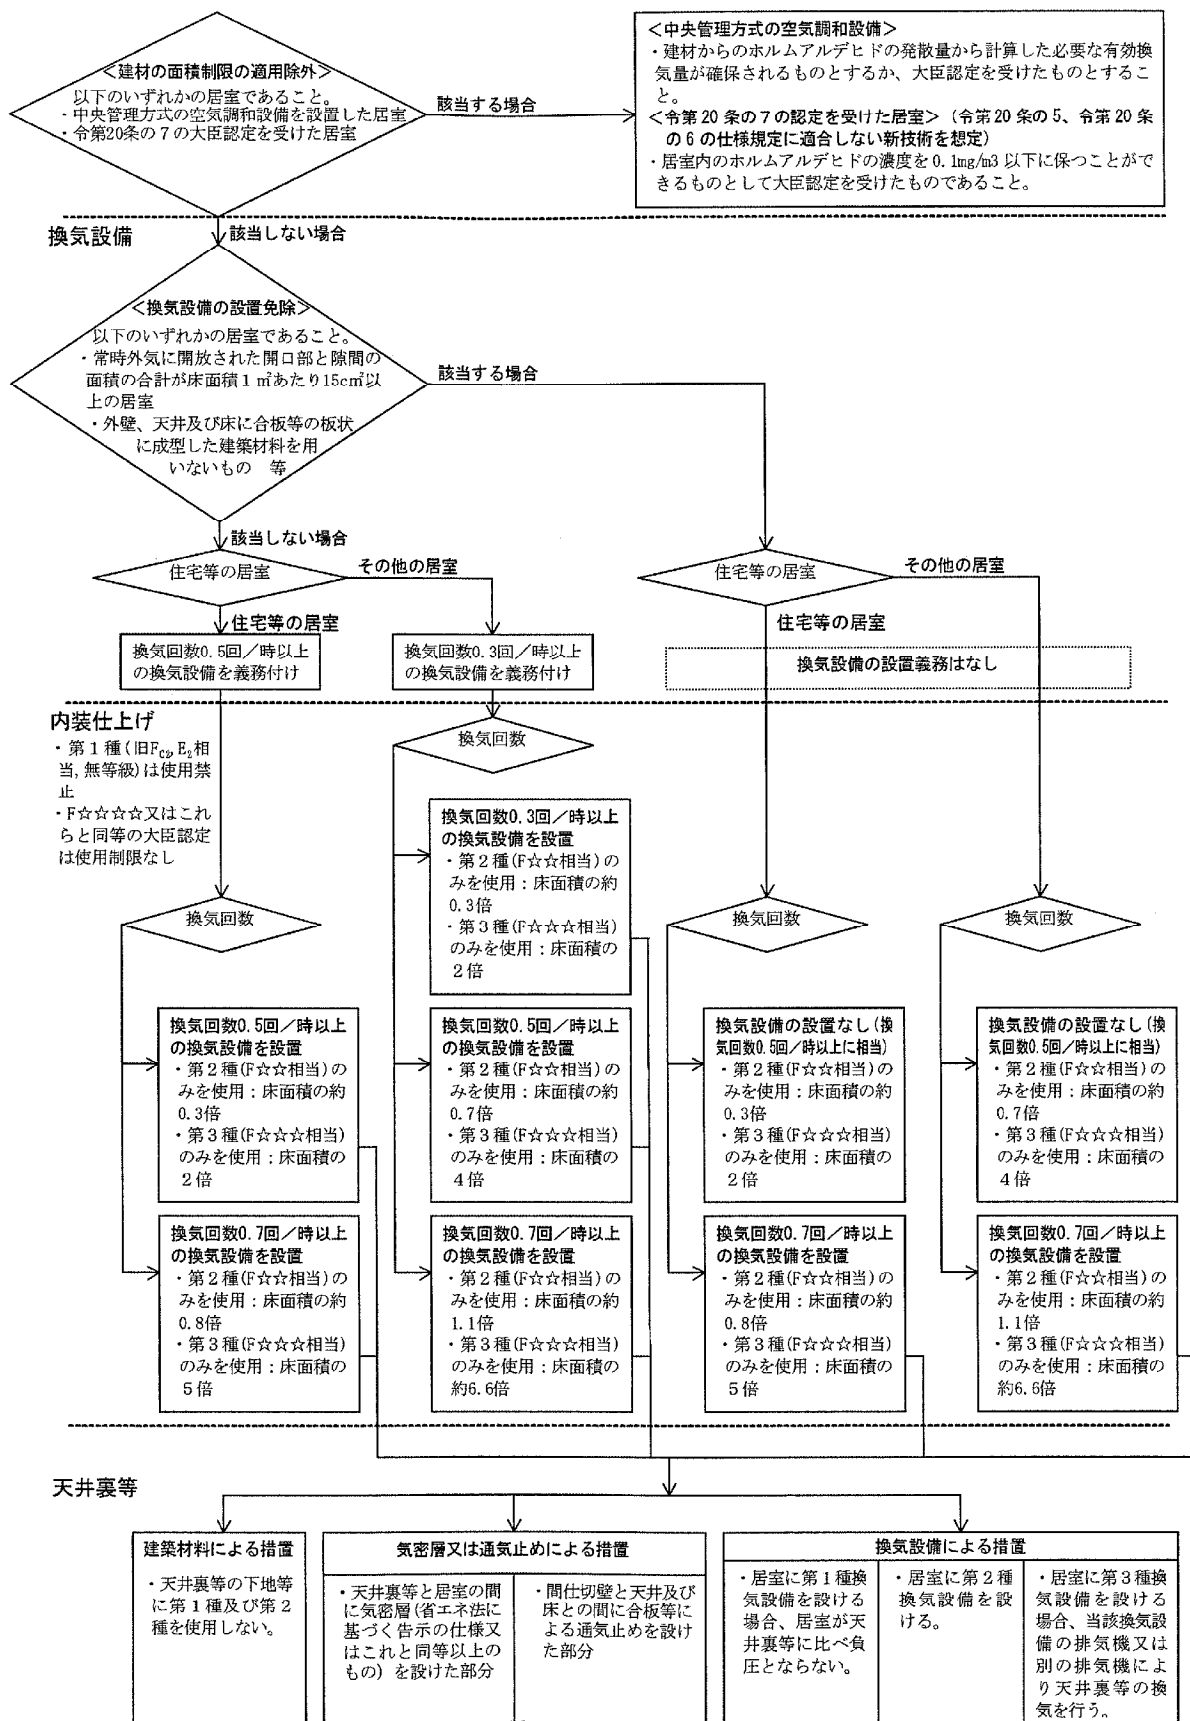 <建材の面積制限の適用除外>
以下のいずれかの居室であること。
・中央管理方式の空気調和設備を設置した居室
・令第20条の７の大臣認定を受けた居室
該当する場合
<中央管理方式の空気調和設備>
・建材からのホルムアルデヒドの発散量から計算した必要な有効換
気量が確保されるものとするか、大臣認定を受けたものとするこ
と。
<令第20条の７の認定を受けた居室>（令第20条の5、令第20条
の6の仕様規定に適合しない新技術を想定）
・居室内のホルムアルデヒドの濃度を0.1mg/m3以下に保つことがで
きるものとして大臣認定を受けたものであること。
換気設備
該当しない場合
<換気設備の設置免除>
以下のいずれかの居室であること。
・常時外気に開放された開口部と隙間の
面積の合計が床面積１㎡あたり15c㎡以
上の居室
・外壁、天井及び床に合板等の板状
に成型した建築材料を用
いないもの　等
該当する場合
該当しない場合
住宅等の居室
その他の居室
住宅等の居室
その他の居室
住宅等の居室
住宅等の居室
換気回数0.5回／時以上
の換気設備を義務付け
換気回数0.3回／時以上
の換気設備を義務付け
換気設備の設置義務はなし
内装仕上げ
・第１種(旧FC2,E2相
当,無等級)は使用禁
止
・F☆☆☆☆又はこれ
らと同等の大臣認定
は使用制限なし
換気回数
換気回数0.3回／時以上
の換気設備を設置
・第２種(F☆☆相当)の
みを使用：床面積の約
0.3倍
・第３種(F☆☆☆相当)
のみを使用：床面積の
２倍
換気回数
換気回数
換気回数
換気回数0.5回／時以上
の換気設備を設置
・第２種(F☆☆相当)の
みを使用：床面積の約
0.3倍
・第３種(F☆☆☆相当)
のみを使用：床面積の
２倍
換気回数0.5回／時以上
の換気設備を設置
・第２種(F☆☆相当)の
みを使用：床面積の約
0.7倍
・第３種(F☆☆☆相当)
のみを使用：床面積の
４倍
換気設備の設置なし(換
気回数0.5回／時以上に相当)
・第２種(F☆☆相当)の
みを使用：床面積の約
0.3倍
・第３種(F☆☆☆相当)
のみを使用：床面積の
２倍
換気設備の設置なし(換
気回数0.5回／時以上に相当)
・第２種(F☆☆相当)の
みを使用：床面積の約
0.7倍
・第３種(F☆☆☆相当)
のみを使用：床面積の
４倍
換気回数0.7回／時以上
の換気設備を設置
・第２種(F☆☆相当)の
みを使用：床面積の約
0.8倍
・第３種(F☆☆☆相当)
のみを使用：床面積の
５倍
換気回数0.7回／時以上
の換気設備を設置
・第２種(F☆☆相当)の
みを使用：床面積の約
1.1倍
・第３種(F☆☆☆相当)
のみを使用：床面積の
約6.6倍
換気回数0.7回／時以上
の換気設備を設置
・第２種(F☆☆相当)の
みを使用：床面積の約
0.8倍
・第３種(F☆☆☆相当)
のみを使用：床面積の
５倍
換気回数0.7回／時以上
の換気設備を設置
・第２種(F☆☆相当)の
みを使用：床面積の約
1.1倍
・第３種(F☆☆☆相当)
のみを使用：床面積の
約6.6倍
天井裏等
建築材料による措置
・天井裏等の下地等
に第１種及び第２
種を使用しない。
気密層又は通気止めによる措置
・天井裏等と居室の間
に気密層(省エネ法に
基づく告示の仕様又
はこれと同等以上の
もの）を設けた部分
・間仕切壁と天井及び
床との間に合板等に
よる通気止めを設け
た部分
換気設備による措置
・居室に第１種換
気設備を設ける
場合、居室が天
井裏等に比べ負
圧とならない。
・居室に第２種
換気設備を設
ける。
・居室に第３種換
気設備を設ける
場合、当該換気設
備の排気機又は
別の排気機によ
り天井裏等の換
気を行う。